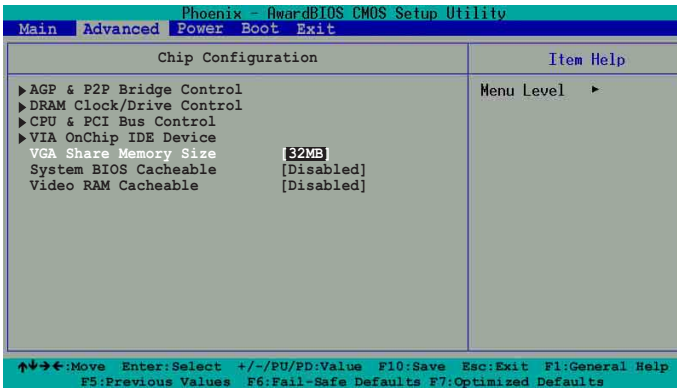 Phoenix - AwardBIOS CMOS Setup Utility
Main Advanced Power Boot Exit
Chip Configuration
Item Help
▶AGP & P2P Bridge Control
▶DRAM Clock/Drive Control
▶CPU & PCI Bus Control
▶VIA OnChip IDE Device
VGA Share Memory Size [32MB]
System BIOS Cacheable [Disabled]
Video RAM Cacheable [Disabled]
Menu Level ▶
↑↓→←:Move Enter:Select +/-/PU/PD:Value F10:Save Esc:Exit F1:General Help
F5:Previous Values F6:Fail-Safe Defaults F7:Optimized Defaults